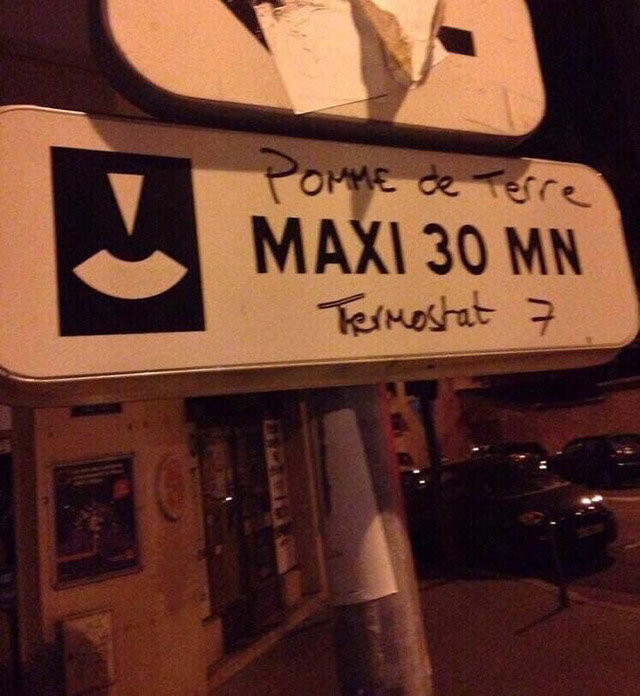 Pomme de Terre
MAXI 30 MN
Termostat 7